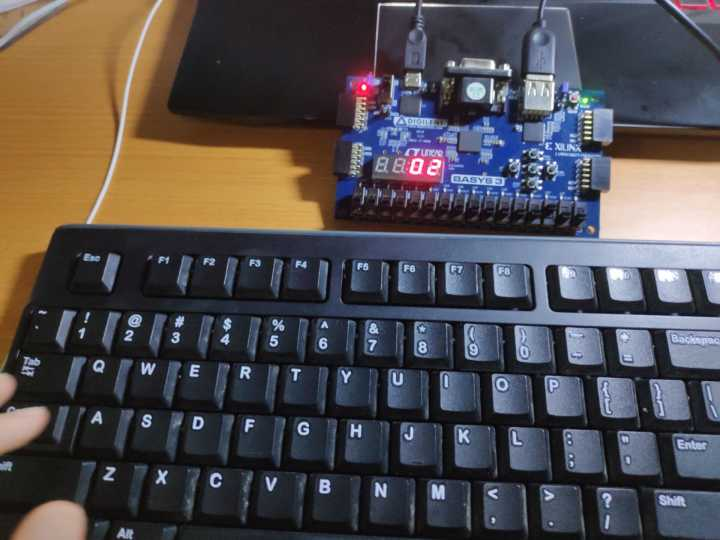 DIGILENT
XILINX
LINEAR
02
BASYS 3
Esc F1 F2 F3 F4 F5 F6 F7 F8
~ ! @ # $ % ^ & * ( ) _ +
1 2 3 4 5 6 7 8 9 0 - = Backspace
Tab Q W E R T Y U I O P { } |
[ ] \
A S D F G H J K L : " Enter
; '
Z X C V B N M < > ? Shift
, . /
Alt